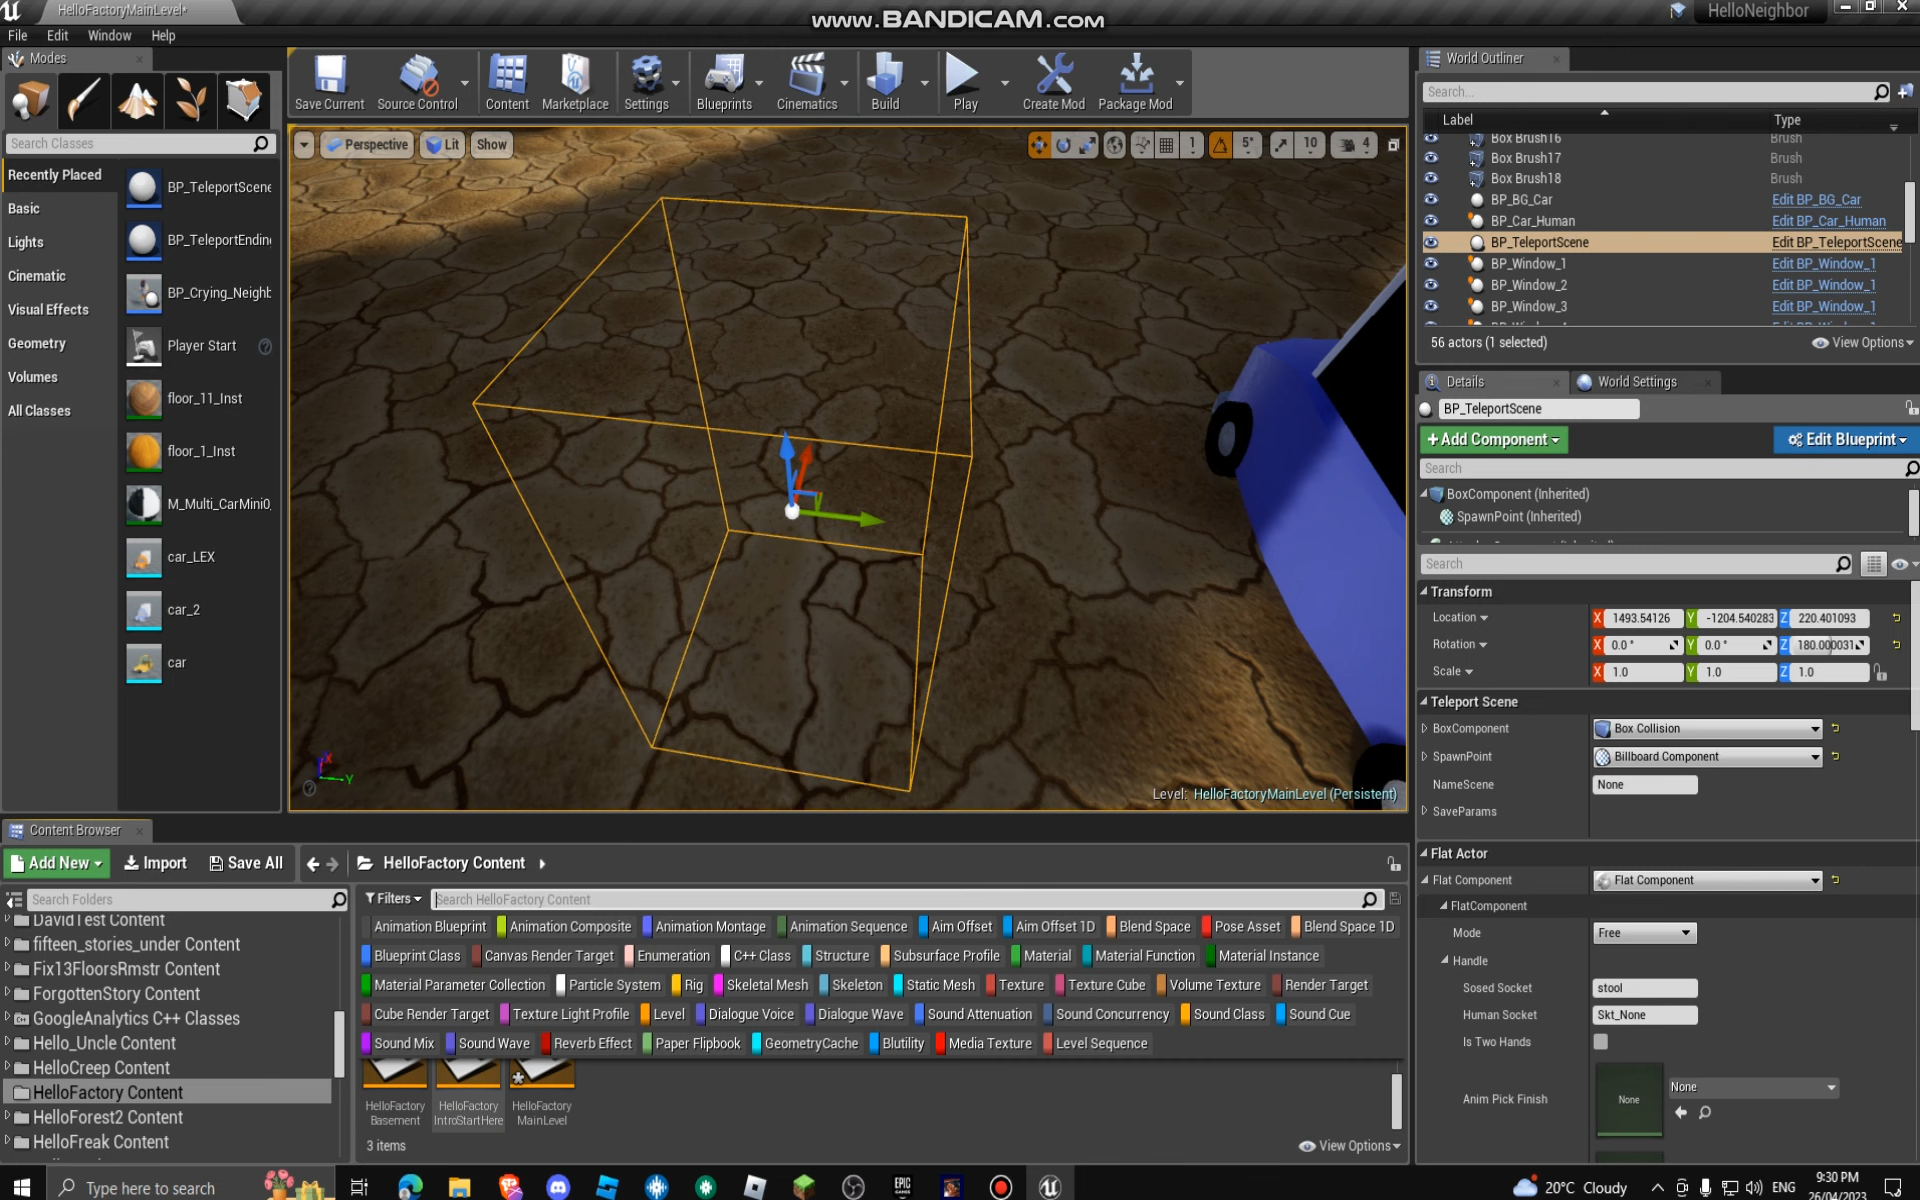 HelloFactoryMainLevel*
www.BANDICAM.com
HelloNeighbor
File Edit Window Help
Modes
Search Classes
Recently Placed
Basic
Lights
Cinematic
Visual Effects
Geometry
Volumes
All Classes
BP_TeleportScene
BP_TeleportEnding
BP_Crying_Neighb
Player Start
floor_11_Inst
floor_1_Inst
M_Multi_CarMini0
car_LEX
car_2
car
Save Current
Source Control
Content
Marketplace
Settings
Blueprints
Cinematics
Build
Play
Create Mod
Package Mod
Perspective Lit Show
1 5° 10 4
X Y
Level: HelloFactoryMainLevel (Persistent)
World Outliner
Search...
Label Type
Box Brush16 Brush
Box Brush17 Brush
Box Brush18 Brush
BP_BG_Car Edit BP_BG_Car
BP_Car_Human Edit BP_Car_Human
BP_TeleportScene Edit BP_TeleportScene
BP_Window_1 Edit BP_Window_1
BP_Window_2 Edit BP_Window_1
BP_Window_3 Edit BP_Window_1
56 actors (1 selected) View Options
Details World Settings
BP_TeleportScene
+Add Component Edit Blueprint
Search
BoxComponent (Inherited)
SpawnPoint (Inherited)
Search
Transform
Location X 1493.54126 Y -1204.540283 Z 220.401093
Rotation X 0.0 ° Y 0.0 ° Z 180.000031
Scale X 1.0 Y 1.0 Z 1.0
Teleport Scene
BoxComponent Box Collision
SpawnPoint Billboard Component
NameScene None
SaveParams
Flat Actor
Flat Component Flat Component
FlatComponent
Mode Free
Handle
Sosed Socket stool
Human Socket Skt_None
Is Two Hands
Anim Pick Finish None None
Content Browser
Add New Import Save All HelloFactory Content
Search Folders
DavidTest Content
fifteen_stories_under Content
Fix13FloorsRmstr Content
ForgottenStory Content
GoogleAnalytics C++ Classes
Hello_Uncle Content
HelloCreep Content
HelloFactory Content
HelloForest2 Content
HelloFreak Content
Filters Search HelloFactory Content
Animation Blueprint Animation Composite Animation Montage Animation Sequence Aim Offset Aim Offset 1D Blend Space Pose Asset Blend Space 1D
Blueprint Class Canvas Render Target Enumeration C++ Class Structure Subsurface Profile Material Material Function Material Instance
Material Parameter Collection Particle System Rig Skeletal Mesh Skeleton Static Mesh Texture Texture Cube Volume Texture Render Target
Cube Render Target Texture Light Profile Level Dialogue Voice Dialogue Wave Sound Attenuation Sound Concurrency Sound Class Sound Cue
Sound Mix Sound Wave Reverb Effect Paper Flipbook GeometryCache Blutility Media Texture Level Sequence
HelloFactory Basement
HelloFactory IntroStartHere
HelloFactory MainLevel
3 items View Options
Type here to search
EPIC GAMES
20°C Cloudy
ENG
9:30 PM
26/04/2023